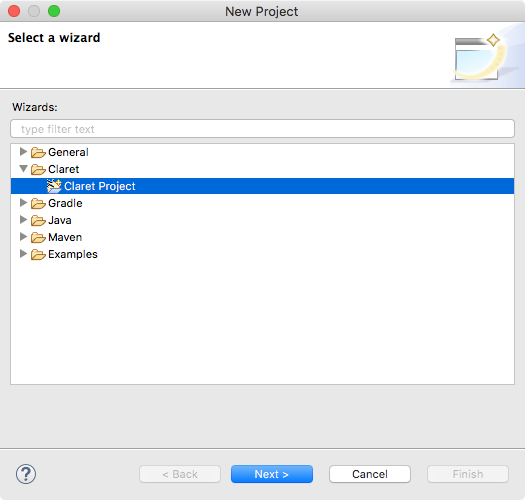 New Project
Select a wizard
Wizards:
type filter text
General
Claret
Claret Project
Gradle
Java
Maven
Examples
?
< Back
Next >
Cancel
Finish